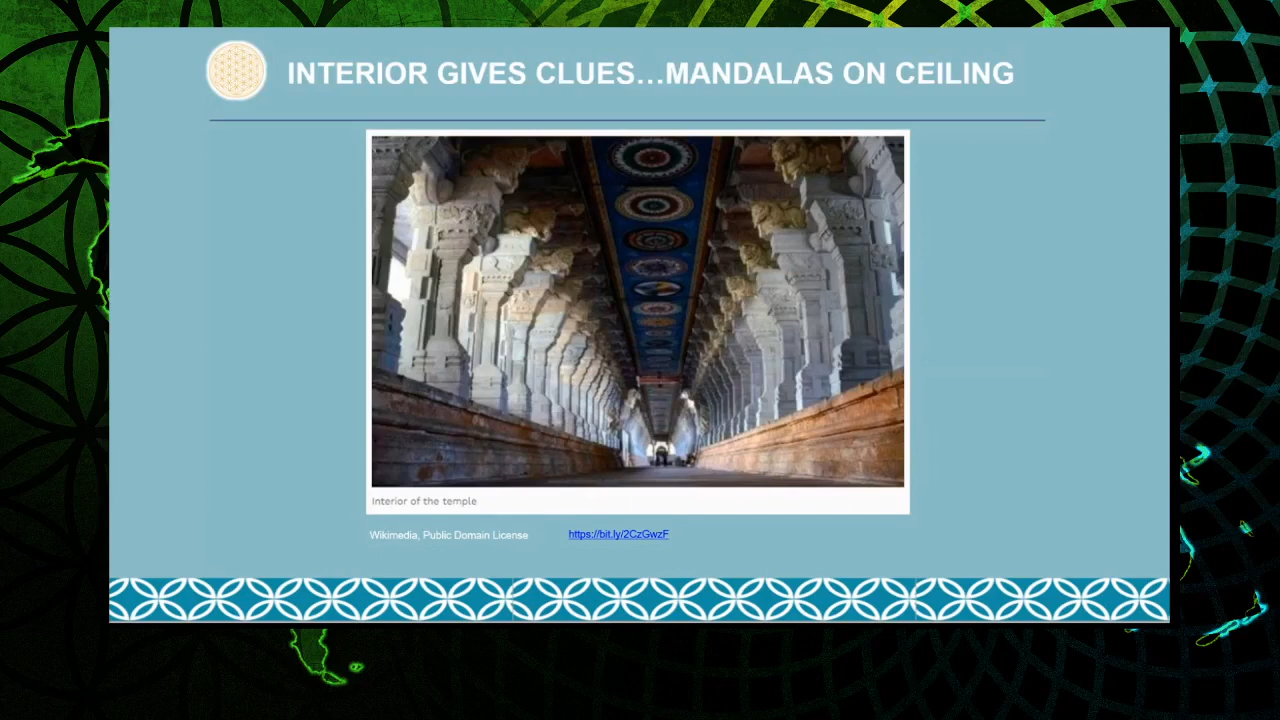 INTERIOR GIVES CLUES...MANDALAS ON CEILING
Interior of the temple
Wikimedia, Public Domain License https://bit.ly/2CzGwzF